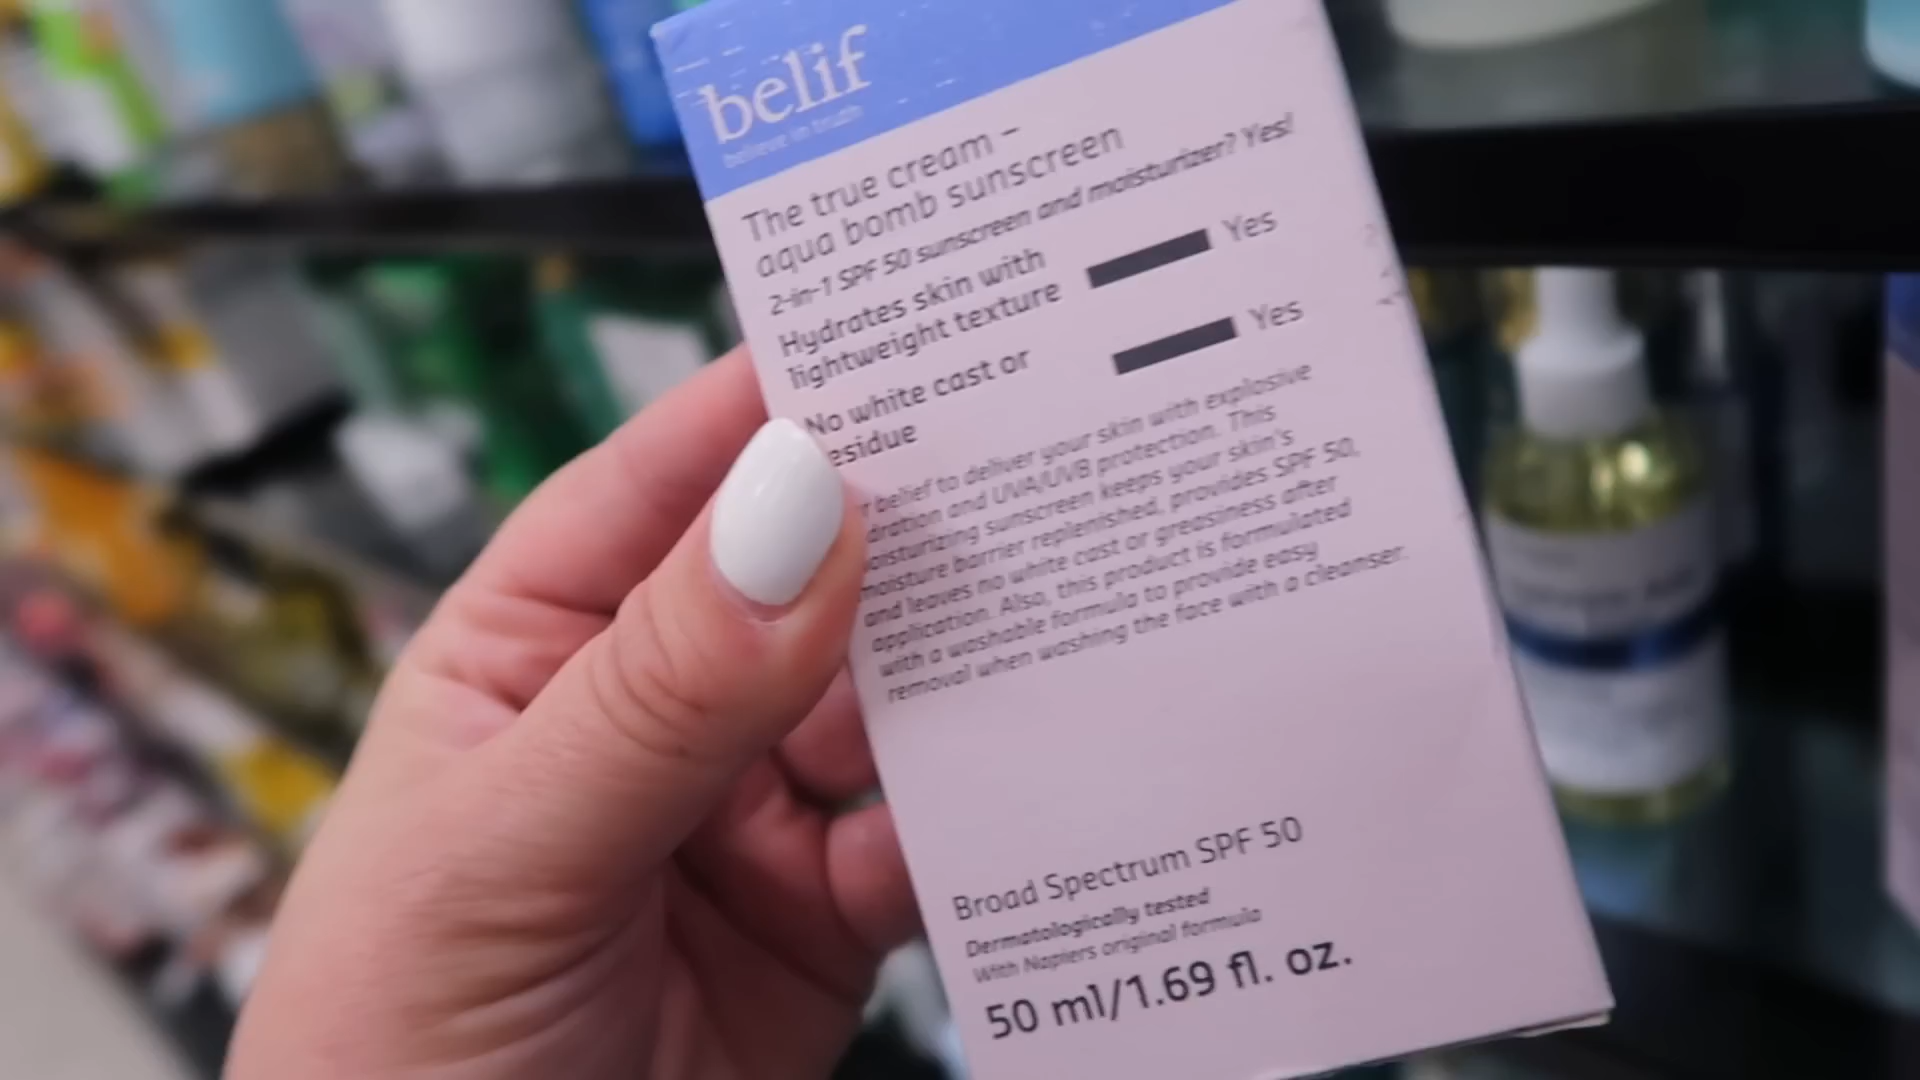 belif
believe in truth
The true cream –
aqua bomb sunscreen
2-in-1 SPF 50 sunscreen and moisturizer? Yes!
Hydrates skin with
lightweight texture
Yes
No white cast or
esidue
Yes
r belief to deliver your skin with explosive
dration and UVA/UVB protection. This
oisturizing sunscreen keeps your skin's
moisture barrier replenished, provides SPF 50,
and leaves no white cast or greasiness after
application. Also, this product is formulated
with a washable formula to provide easy
removal when washing the face with a cleanser.
Broad Spectrum SPF 50
Dermatologically tested
With Napiers original formula
50 ml/1.69 fl. oz.